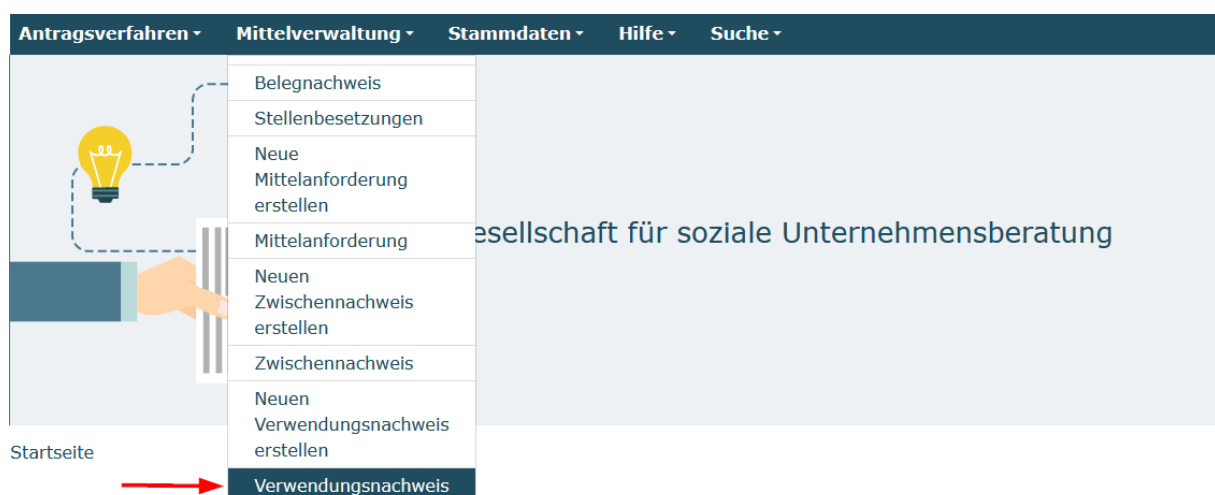 Antragsverfahren Mittelverwaltung Stammdaten Hilfe Suche
Belegnachweis
Stellenbesetzungen
Neue
Mittelanforderung
erstellen
esellschaft für soziale Unternehmensberatung
Mittelanforderung
Neuen
Zwischennachweis
erstellen
Zwischennachweis
Neuen
Verwendungsnachweis
erstellen
Startseite
Verwendungsnachweis